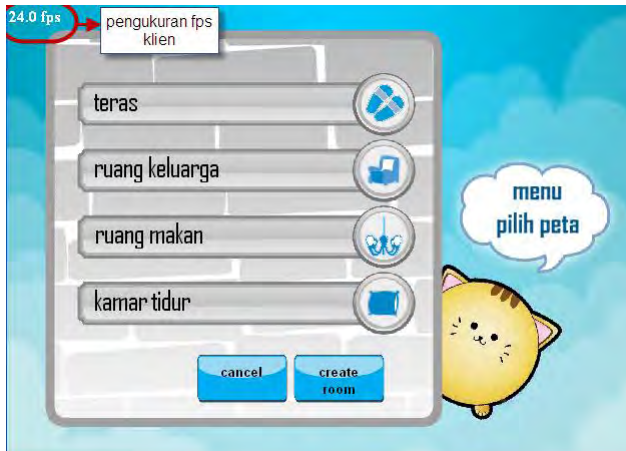 24.0 fps
pengukuran fps
klien
teras
ruang keluarga
ruang makan
kamar tidur
menu
pilih peta
cancel
create
room